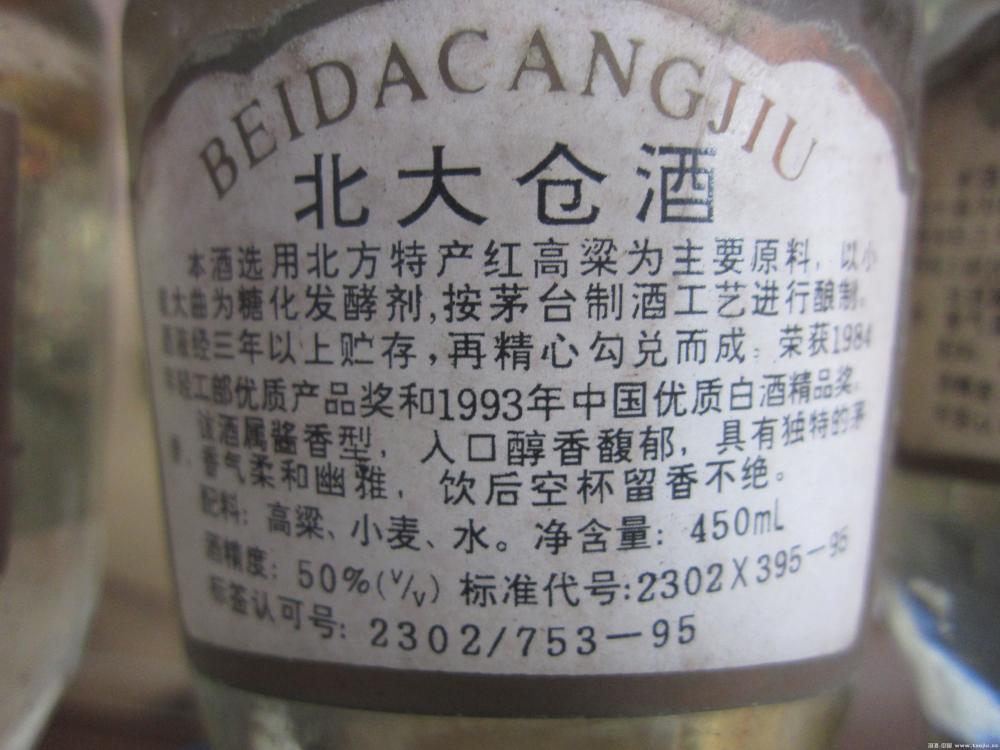 BEIDACANGJIU
北大仓酒
本酒选用北方特产红高粱为主要原料，以小
大曲为糖化发酵剂，按茅台制酒工艺进行酿制。
经三年以上贮存，再精心勾兑而成。荣获1984
年轻工部优质产品奖和1993年中国优质白酒精品奖。
该酒属酱香型，入口醇香馥郁，具有独特的茅
香。香气柔和幽雅，饮后空杯留香不绝。
配料：高粱、小麦、水。净含量：450mL
酒精度：50%(V/V) 标准代号：2302X395-95
标签认可号：2302/753-95